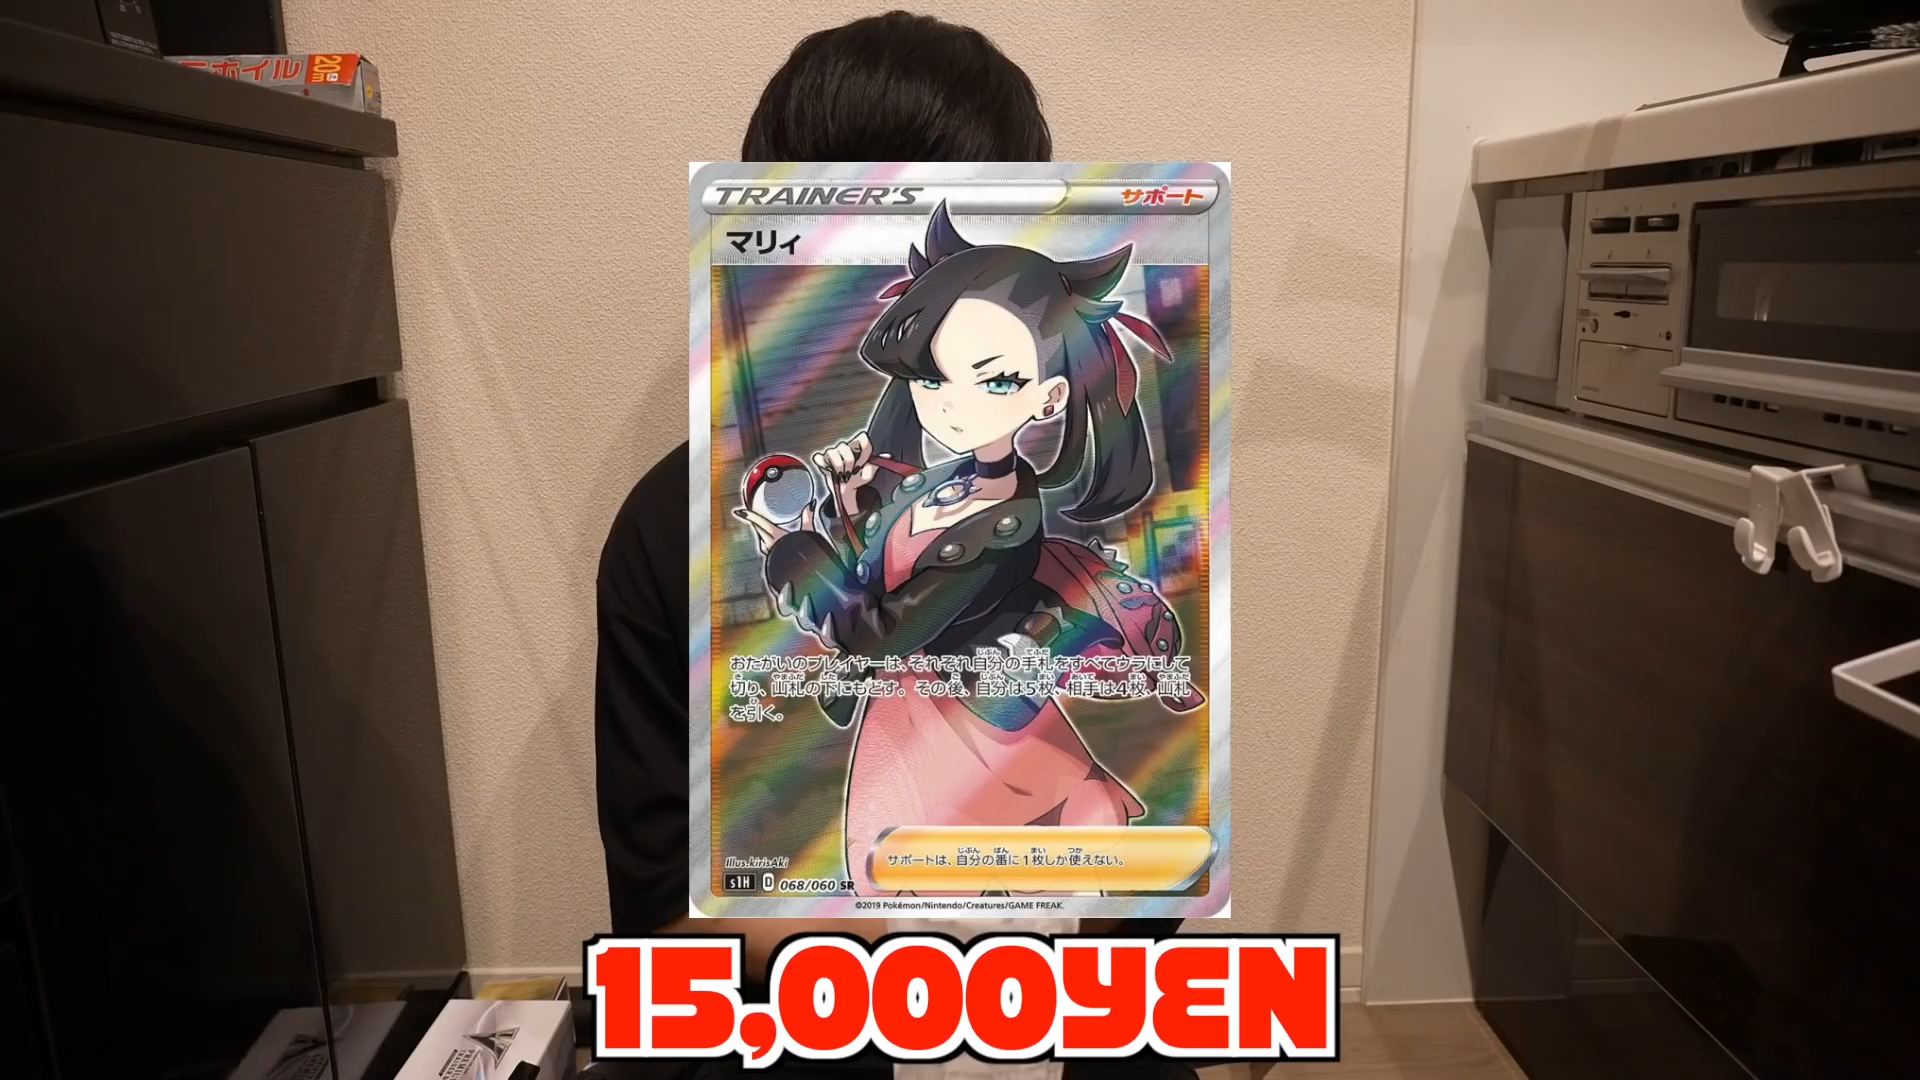 ホイル
20m
TRAINER'S
サポート
マリィ
おたがいのプレイヤーは、それぞれ自分の手札をすべてウラにして
切り、山札の下にもどす。その後、自分は5枚、相手は4枚、山札
を引く。
サポートは、自分の番に1枚しか使えない。
Illus.kirisAki
s1H D 068/060 SR
©2019 Pokémon/Nintendo/Creatures/GAME FREAK.
15,000YEN